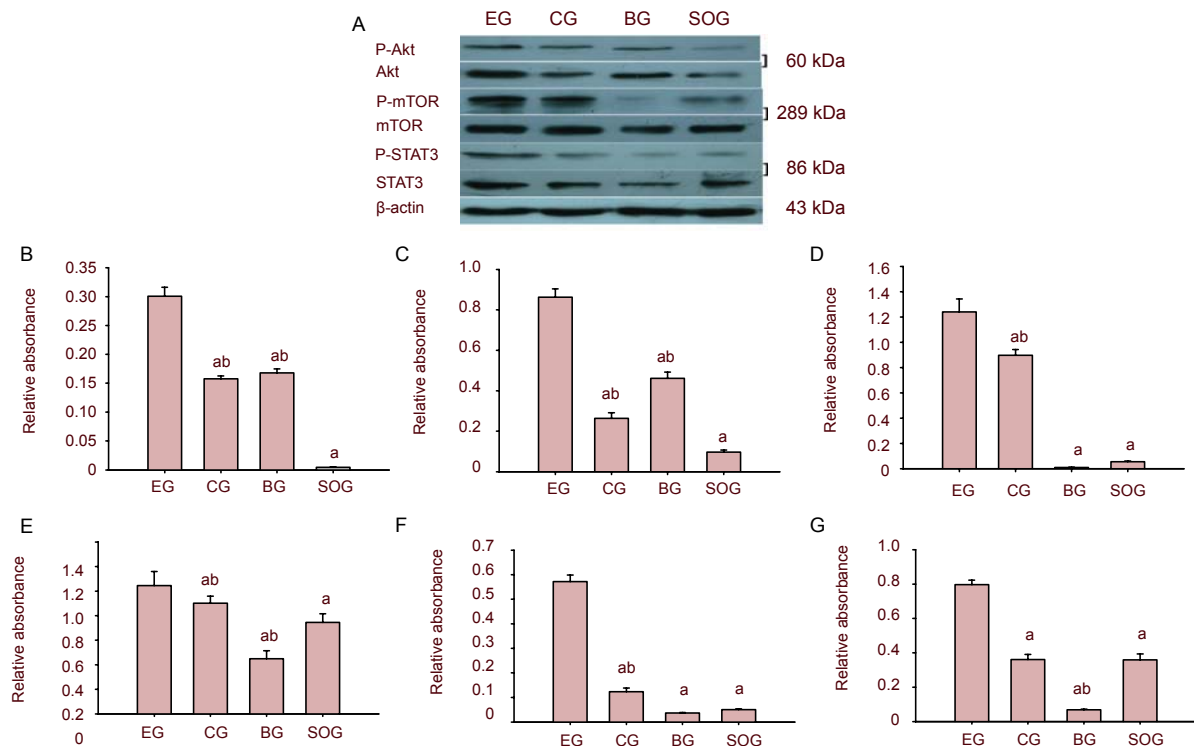 A
EG CG BG SOG
P-Akt
Akt
60 kDa
P-mTOR
mTOR
289 kDa
P-STAT3
STAT3
86 kDa
β-actin
43 kDa
B
Relative absorbance
0.35
0.30
0.25
0.20
0.15
0.10
0.05
0
ab
ab
a
EG CG BG SOG
C
Relative absorbance
1.0
0.8
0.6
0.4
0.2
0
ab
ab
a
EG CG BG SOG
D
Relative absorbance
1.6
1.4
1.2
1.0
0.8
0.6
0.4
0.2
0
ab
a
a
EG CG BG SOG
E
Relative absorbance
1.4
1.2
1.0
0.8
0.6
0.4
0.2
0
ab
ab
a
EG CG BG SOG
F
Relative absorbance
0.7
0.6
0.5
0.4
0.3
0.2
0.1
0
ab
a
a
EG CG BG SOG
G
Relative absorbance
1.0
0.8
0.6
0.4
0.2
0
a
ab
a
EG CG BG SOG